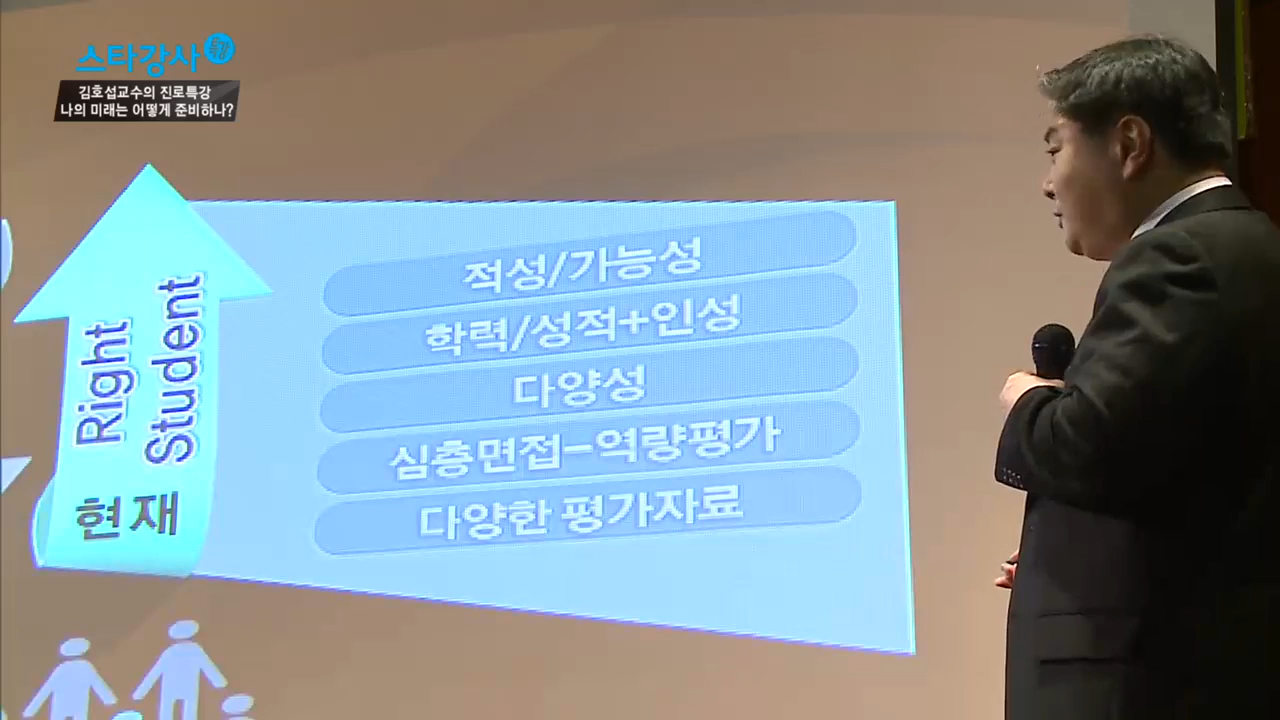 스타강사
특강
김호섭교수의 진로특강
나의 미래는 어떻게 준비하나?
Right
Student
현재
적성/가능성
학력/성적+인성
다양성
심층면접-역량평가
다양한 평가자료